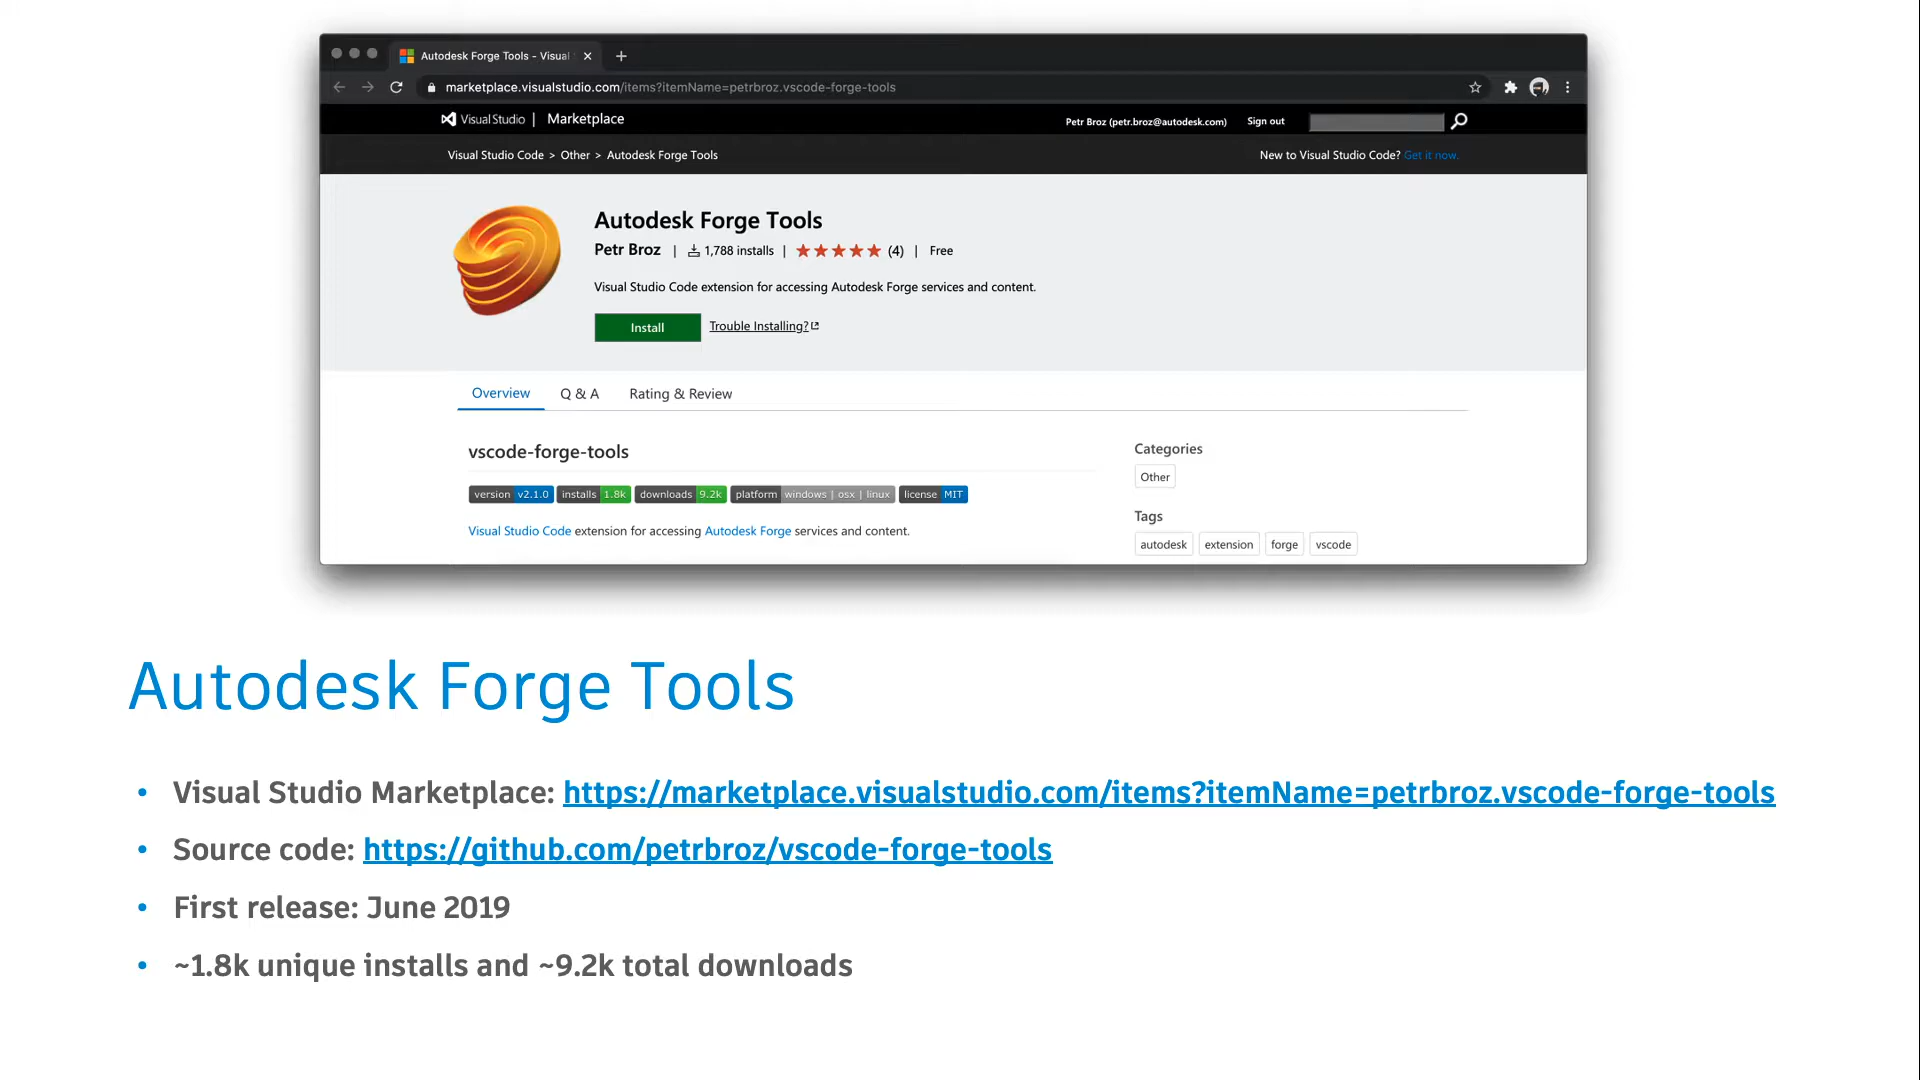 Autodesk Forge Tools - Visual
marketplace.visualstudio.com/items?itemName=petrbroz.vscode-forge-tools
Visual Studio | Marketplace
Petr Broz (petr.broz@autodesk.com) Sign out
Visual Studio Code > Other > Autodesk Forge Tools
New to Visual Studio Code? Get it now.
Autodesk Forge Tools
Petr Broz | 1,788 installs | (4) | Free
Visual Studio Code extension for accessing Autodesk Forge services and content.
Install Trouble Installing?
Overview Q & A Rating & Review
vscode-forge-tools
version v2.1.0 installs 1.8k downloads 9.2k platform windows | osx | linux license MIT
Visual Studio Code extension for accessing Autodesk Forge services and content.
Categories
Other
Tags
autodesk extension forge vscode
Autodesk Forge Tools
• Visual Studio Marketplace: https://marketplace.visualstudio.com/items?itemName=petrbroz.vscode-forge-tools
• Source code: https://github.com/petrbroz/vscode-forge-tools
• First release: June 2019
• ~1.8k unique installs and ~9.2k total downloads